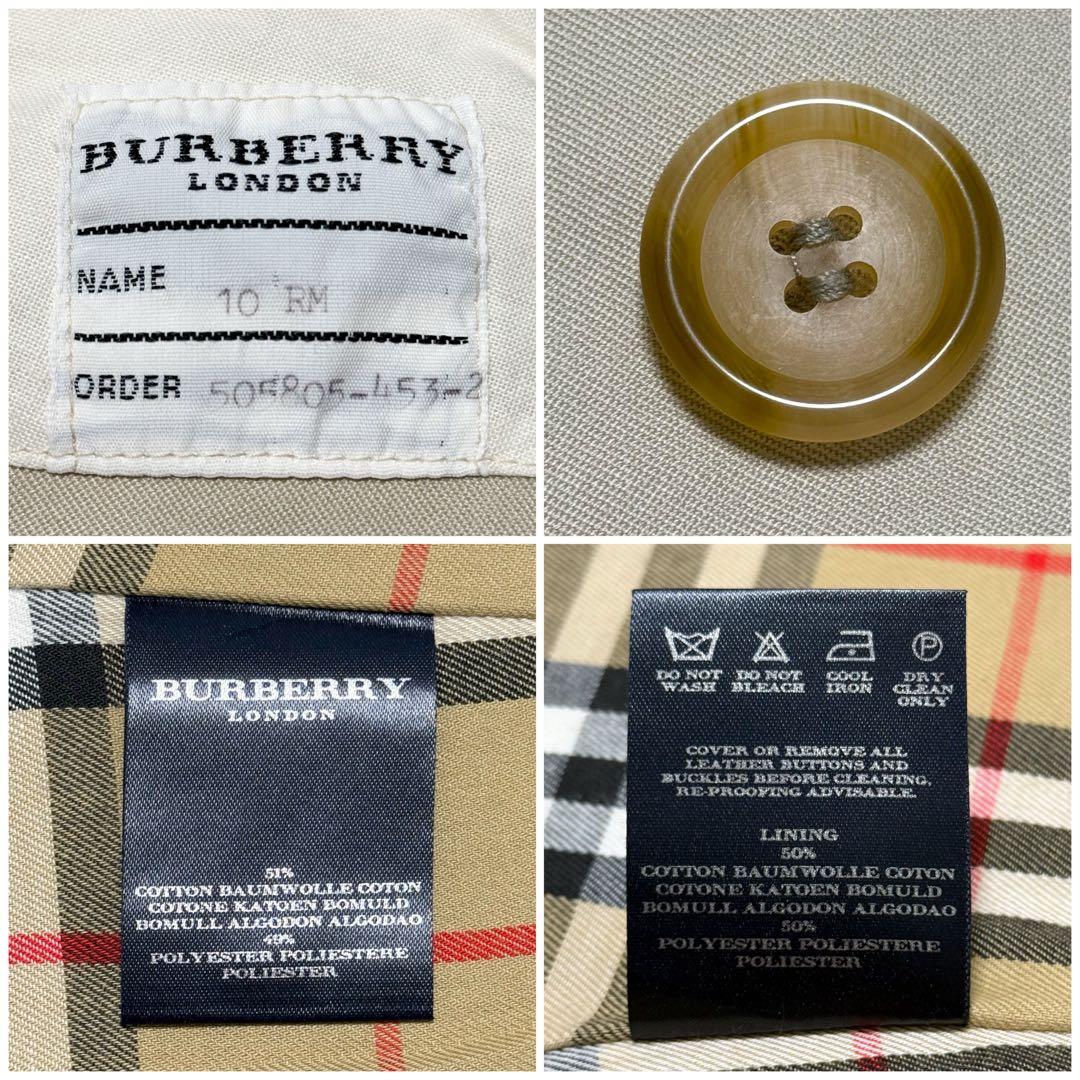 BURBERRY
LONDON
NAME 10 RM
ORDER 505805-453-2
BURBERRY
LONDON
51%
COTTON BAUMWOLLE COTON
COTONE KATOEN BOMULD
BOMULL ALGODON ALGODAO
49%
POLYESTER POLIESTERE
POLIESTER
DO NOT WASH
DO NOT BLEACH
COOL IRON
P
DRY CLEAN ONLY
COVER OR REMOVE ALL
LEATHER BUTTONS AND
BUCKLES BEFORE CLEANING.
RE-PROOFING ADVISABLE.
LINING
50%
COTTON BAUMWOLLE COTON
COTONE KATOEN BOMULD
BOMULL ALGODON ALGODAO
50%
POLYESTER POLIESTERE
POLIESTER